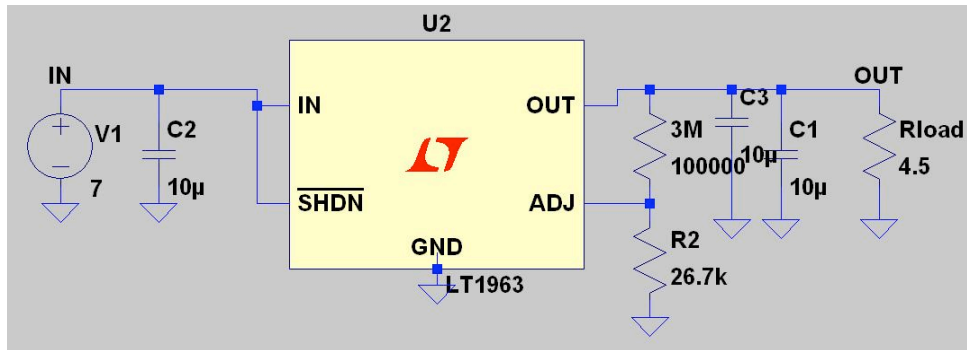 U2
IN
OUT
V1
7
C2
10µ
IN
SHDN
OUT
ADJ
GND
LT1963
3M
100000
R2
26.7k
C3
10µ
C1
10µ
Rload
4.5